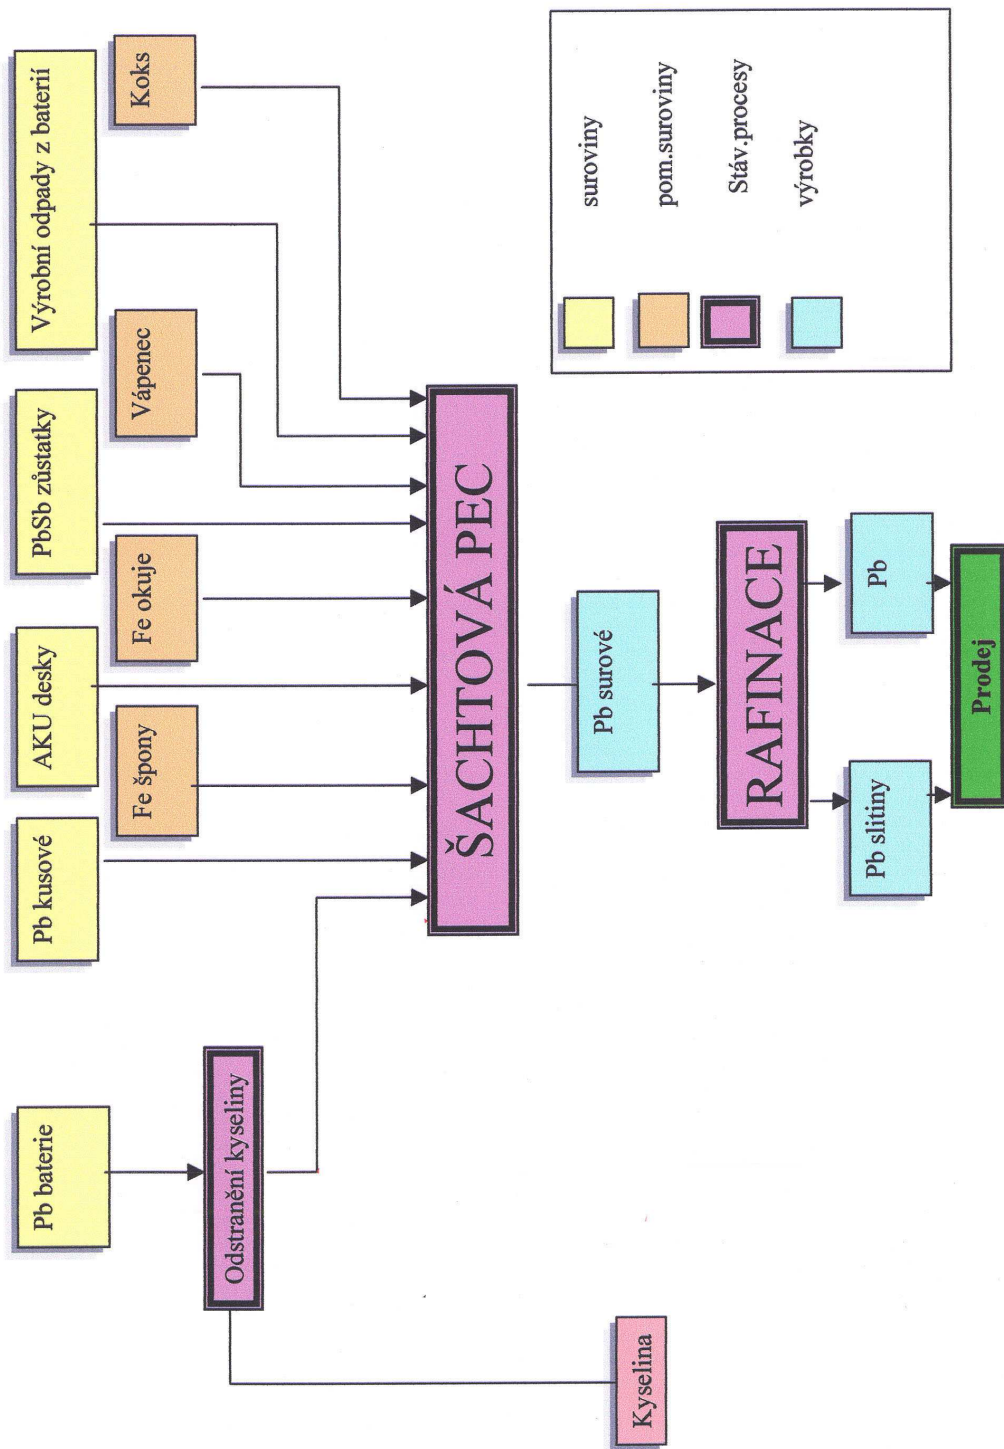 Pb baterie
Pb kusové
AKU desky
PbSb zůstatky
Výrobní odpady z baterií
Fe špony
Fe okuje
Vápenec
Koks
Odstranění kyseliny
ŠACHTOVÁ PEC
Kyselina
Pb surové
RAFINACE
Pb slitiny
Pb
Prodej
suroviny
pom.suroviny
Stáv.procesy
výrobky